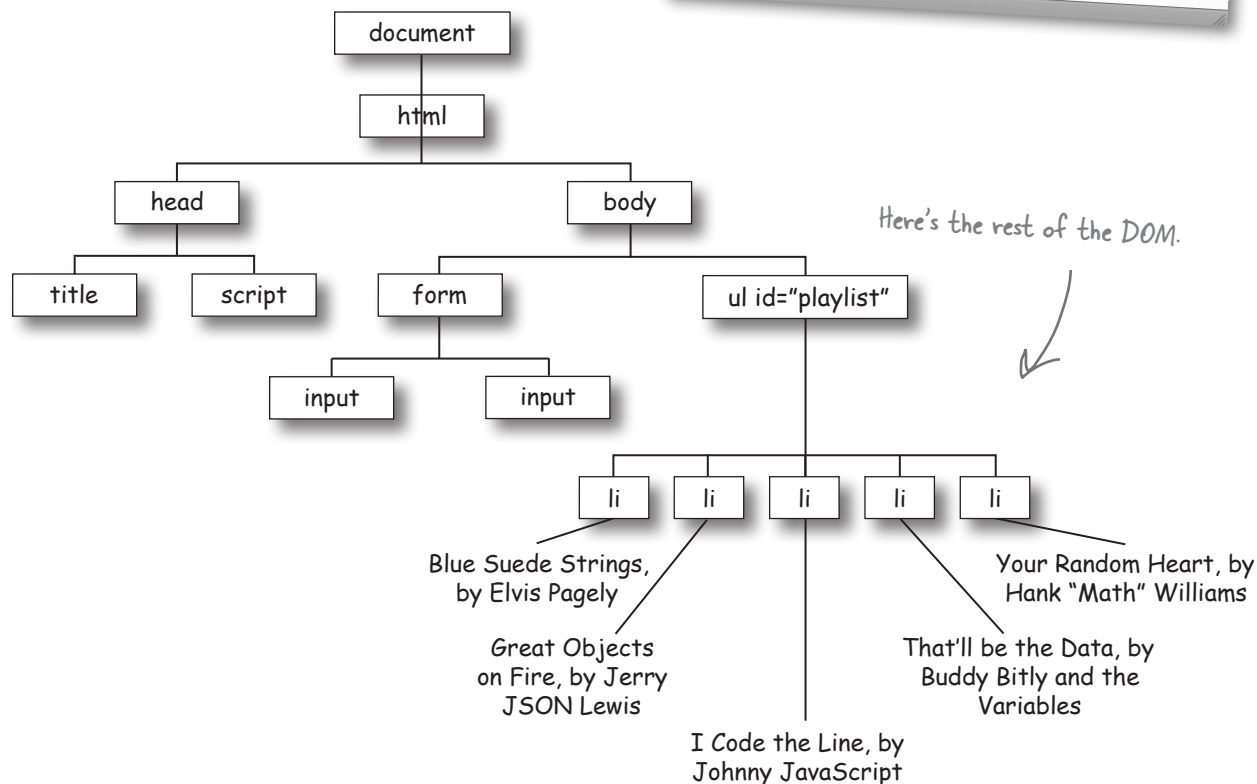 document
html
head
body
Here's the rest of the DOM.
title
script
form
ul id=”playlist”
input
input
li
li
li
li
li
Blue Suede Strings,
by Elvis Pagely
Your Random Heart, by
Hank “Math” Williams
Great Objects
on Fire, by Jerry
JSON Lewis
That'll be the Data, by
Buddy Bitly and the
Variables
I Code the Line, by
Johnny JavaScript